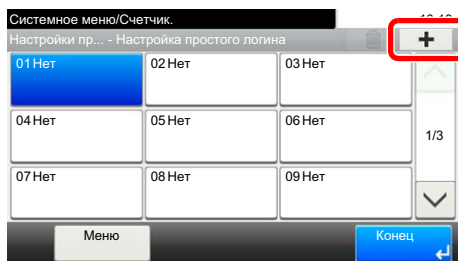 Системное меню/Счетчик.
Настройки пр... - Настройка простого логина
01 Нет 02 Нет 03 Нет
04 Нет 05 Нет 06 Нет
1/3
07 Нет 08 Нет 09 Нет
Меню Конец